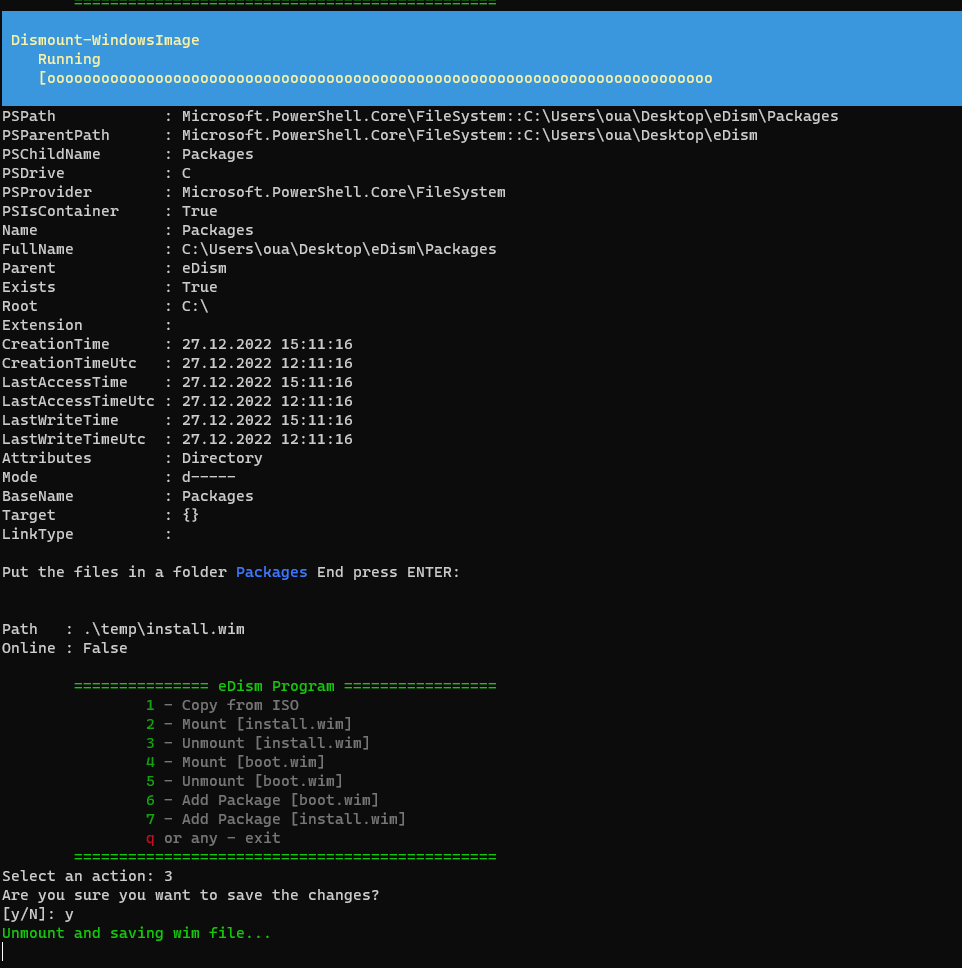 ===============================================
Dismount-WindowsImage
Running
[oooooooooooooooooooooooooooooooooooooooooooooooooooooooooooooooooooooooooo
PSPath            : Microsoft.PowerShell.Core\FileSystem::C:\Users\oua\Desktop\eDism\Packages
PSParentPath      : Microsoft.PowerShell.Core\FileSystem::C:\Users\oua\Desktop\eDism
PSChildName       : Packages
PSDrive           : C
PSProvider        : Microsoft.PowerShell.Core\FileSystem
PSIsContainer     : True
Name              : Packages
FullName          : C:\Users\oua\Desktop\eDism\Packages
Parent            : eDism
Exists            : True
Root              : C:\
Extension         :
CreationTime      : 27.12.2022 15:11:16
CreationTimeUtc   : 27.12.2022 12:11:16
LastAccessTime    : 27.12.2022 15:11:16
LastAccessTimeUtc : 27.12.2022 12:11:16
LastWriteTime     : 27.12.2022 15:11:16
LastWriteTimeUtc  : 27.12.2022 12:11:16
Attributes        : Directory
Mode              : d-----
BaseName          : Packages
Target            : {}
LinkType          :
Put the files in a folder Packages End press ENTER:
Path   : .\temp\install.wim
Online : False
=============== eDism Program =================
1 - Copy from ISO
2 - Mount [install.wim]
3 - Unmount [install.wim]
4 - Mount [boot.wim]
5 - Unmount [boot.wim]
6 - Add Package [boot.wim]
7 - Add Package [install.wim]
q or any - exit
===============================================
Select an action: 3
Are you sure you want to save the changes?
[y/N]: y
Unmount and saving wim file...